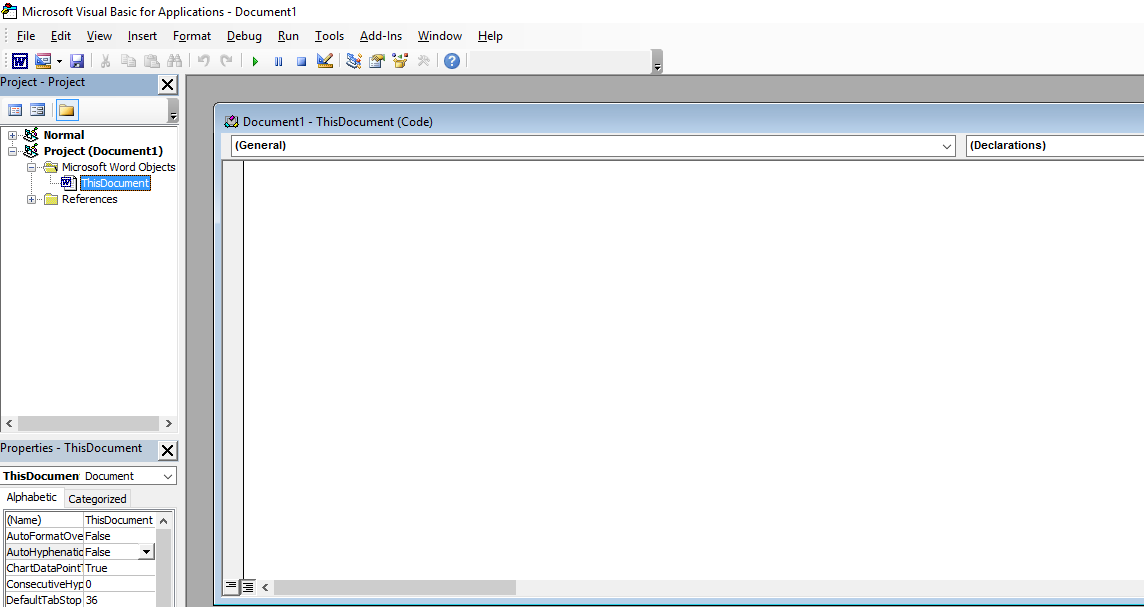 Microsoft Visual Basic for Applications - Document1
File Edit View Insert Format Debug Run Tools Add-Ins Window Help
Project - Project
Normal
Project (Document1)
Microsoft Word Objects
ThisDocument
References
Document1 - ThisDocument (Code)
(General) (Declarations)
Properties - ThisDocument
ThisDocumen Document
Alphabetic Categorized
(Name) ThisDocument
AutoFormatOve False
AutoHyphenatic False
ChartDataPointT True
ConsecutiveHyp 0
DefaultTabStop 36